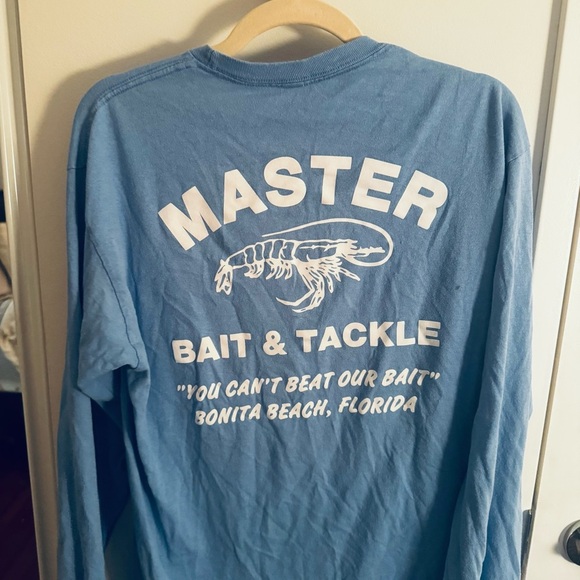 MASTER
BAIT & TACKLE
"YOU CAN'T BEAT OUR BAIT"
BONITA BEACH, FLORIDA